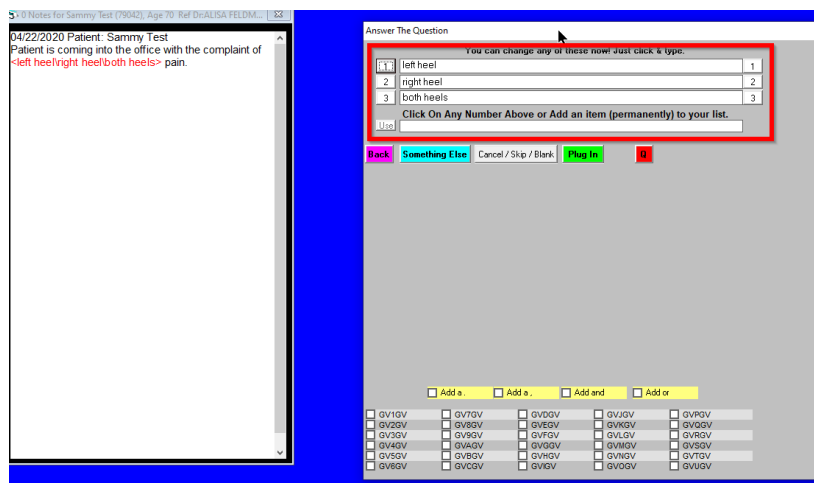 0 Notes for Sammy Test (79042), Age 70 Ref Dr:ALISA FELDM...
04/22/2020 Patient: Sammy Test
Patient is coming into the office with the complaint of
<left heel\right heel\both heels> pain.
Answer The Question
You can change any of these now! Just click & type.
1 left heel 1
2 right heel 2
3 both heels 3
Click On Any Number Above or Add an item (permanently) to your list.
Use
Back Something Else Cancel / Skip / Blank Plug In Q
Add a . Add a , Add and Add or
GV1GV GV7GV GVDGV GVJGV GVPGV
GV2GV GV8GV GVEGV GVKGV GVQGV
GV3GV GV9GV GVFGV GVLGV GVRGV
GV4GV GVAGV GVGGV GVMGV GVSGV
GV5GV GVBGV GVHGV GVNGV GVTGV
GV6GV GVCGV GVIGV GVOGV GVUGV